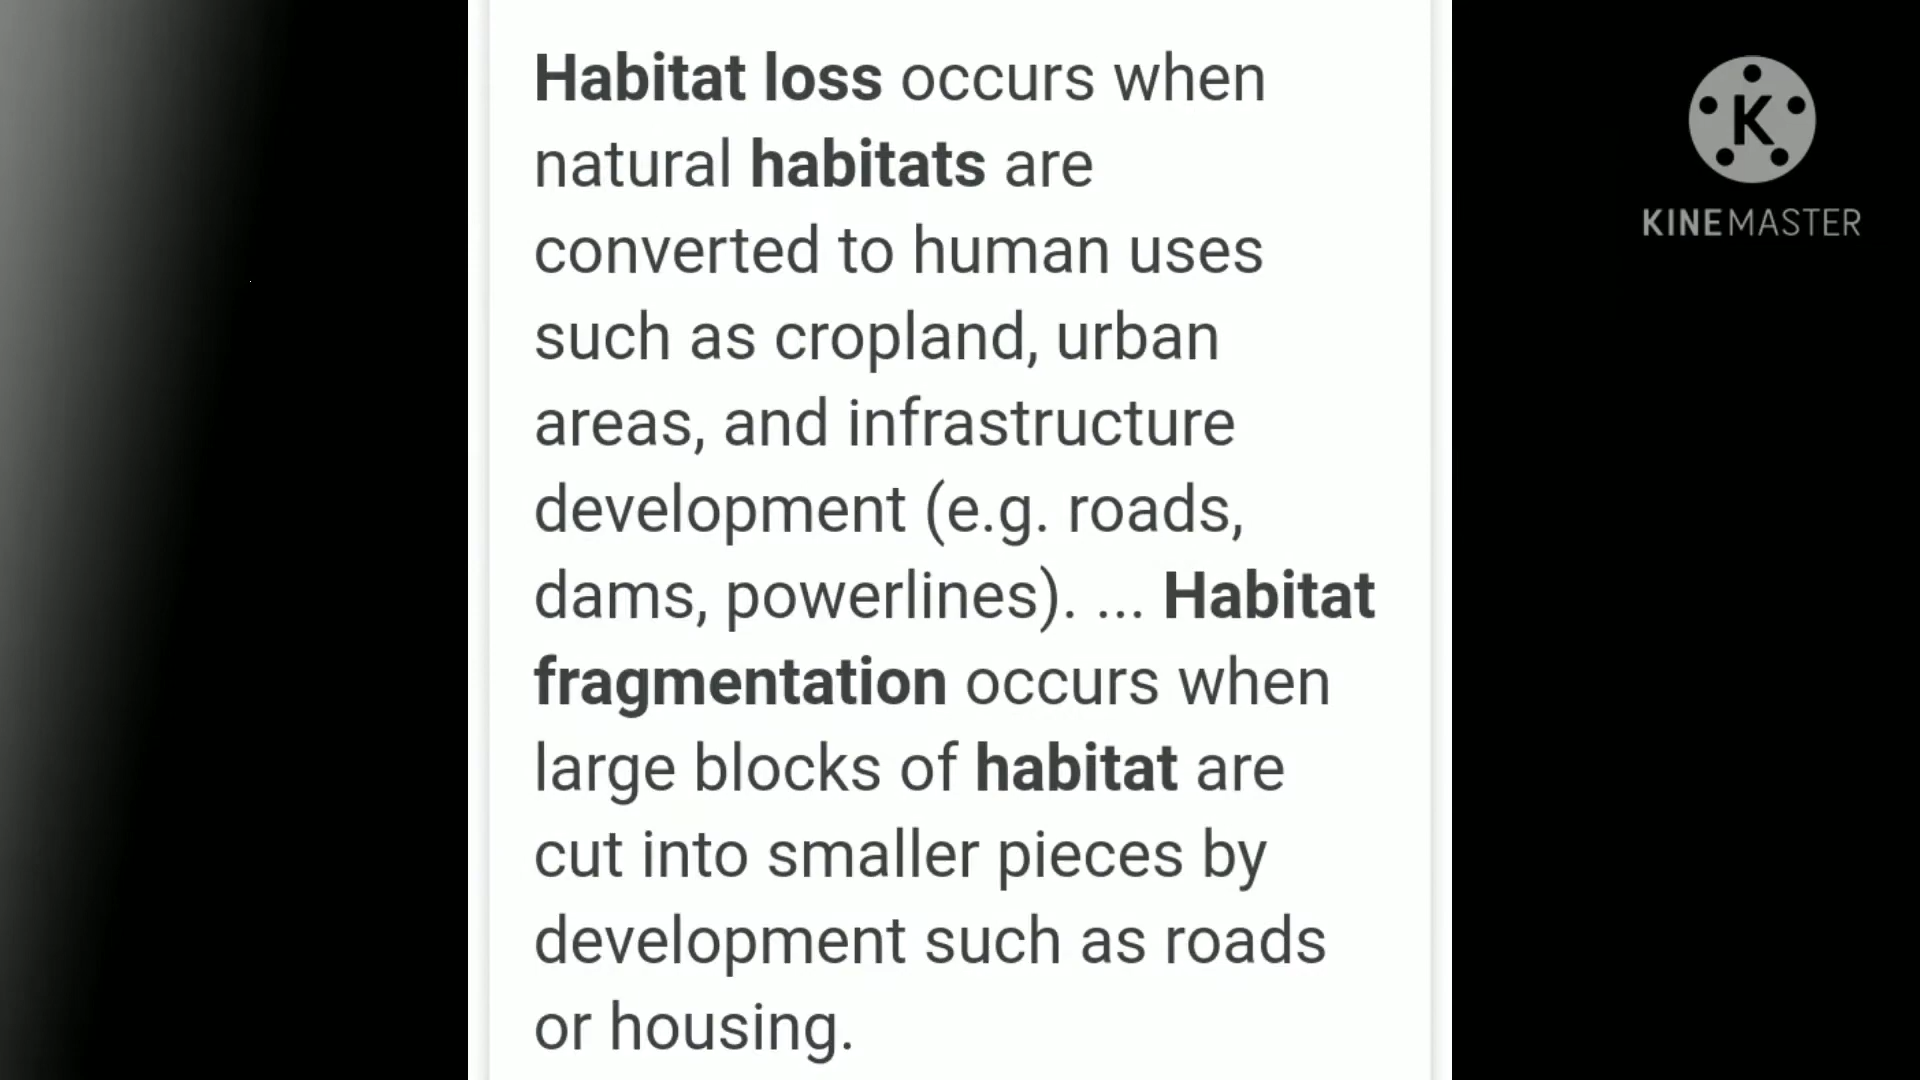 Habitat loss occurs when
natural habitats are
converted to human uses
such as cropland, urban
areas, and infrastructure
development (e.g. roads,
dams, powerlines). ... Habitat
fragmentation occurs when
large blocks of habitat are
cut into smaller pieces by
development such as roads
or housing.
K
KINEMASTER